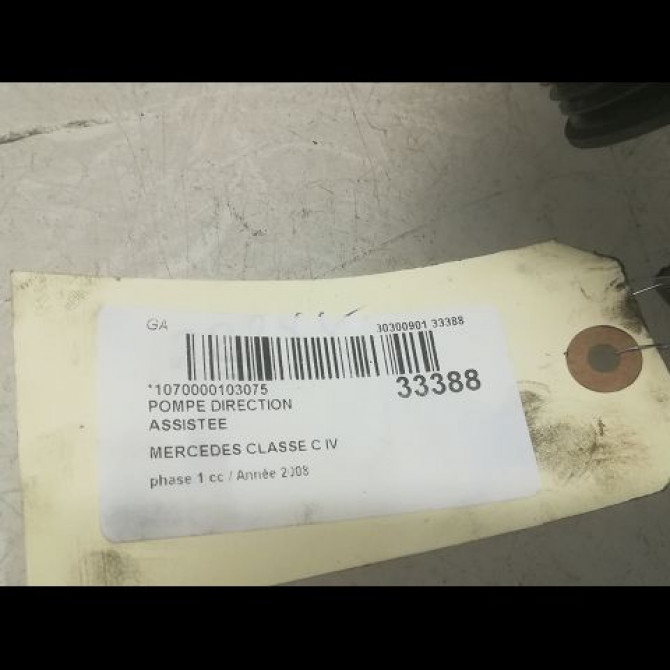 GA 30300901 33388
*1070000103075 33388
POMPE DIRECTION
ASSISTEE
MERCEDES CLASSE C IV
phase 1 cc / Année 2008